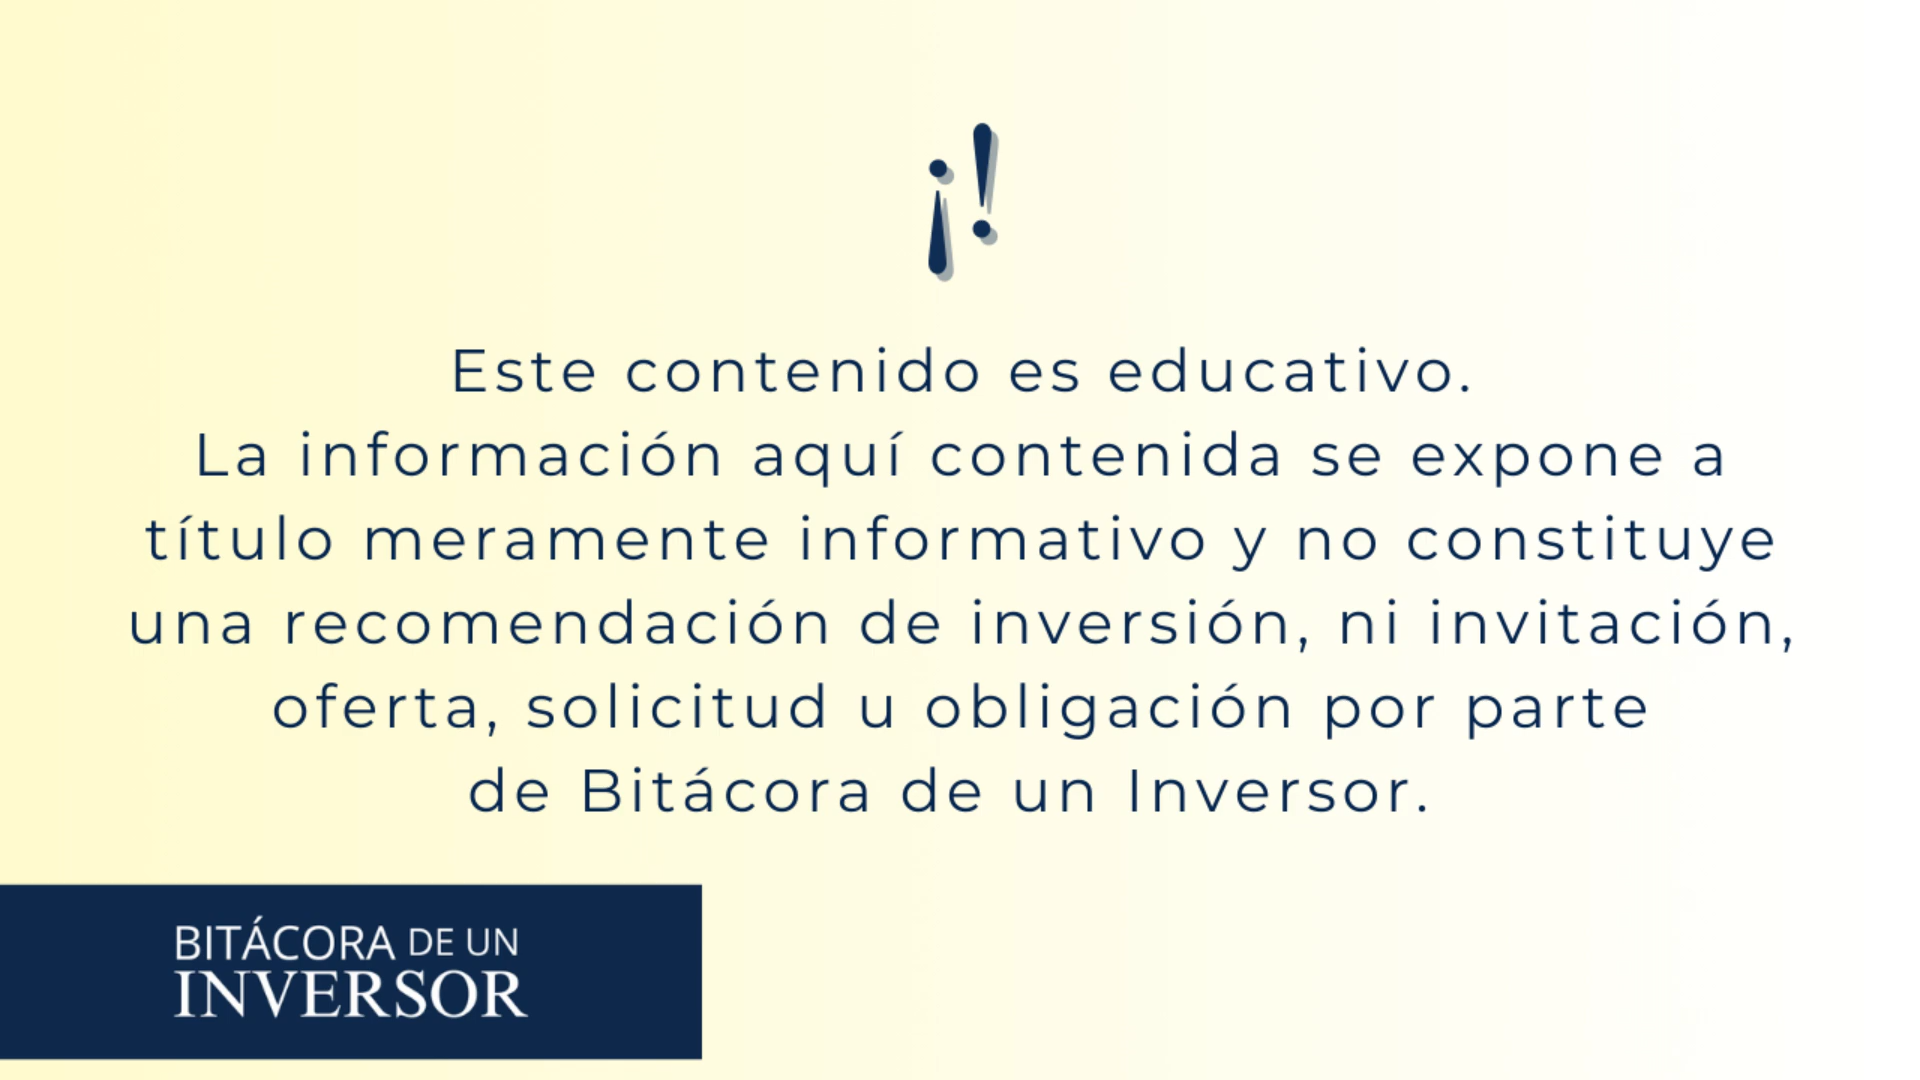 ¡!
Este contenido es educativo.
La información aquí contenida se expone a
título meramente informativo y no constituye
una recomendación de inversión, ni invitación,
oferta, solicitud u obligación por parte
de Bitácora de un Inversor.
BITÁCORA DE UN
INVERSOR